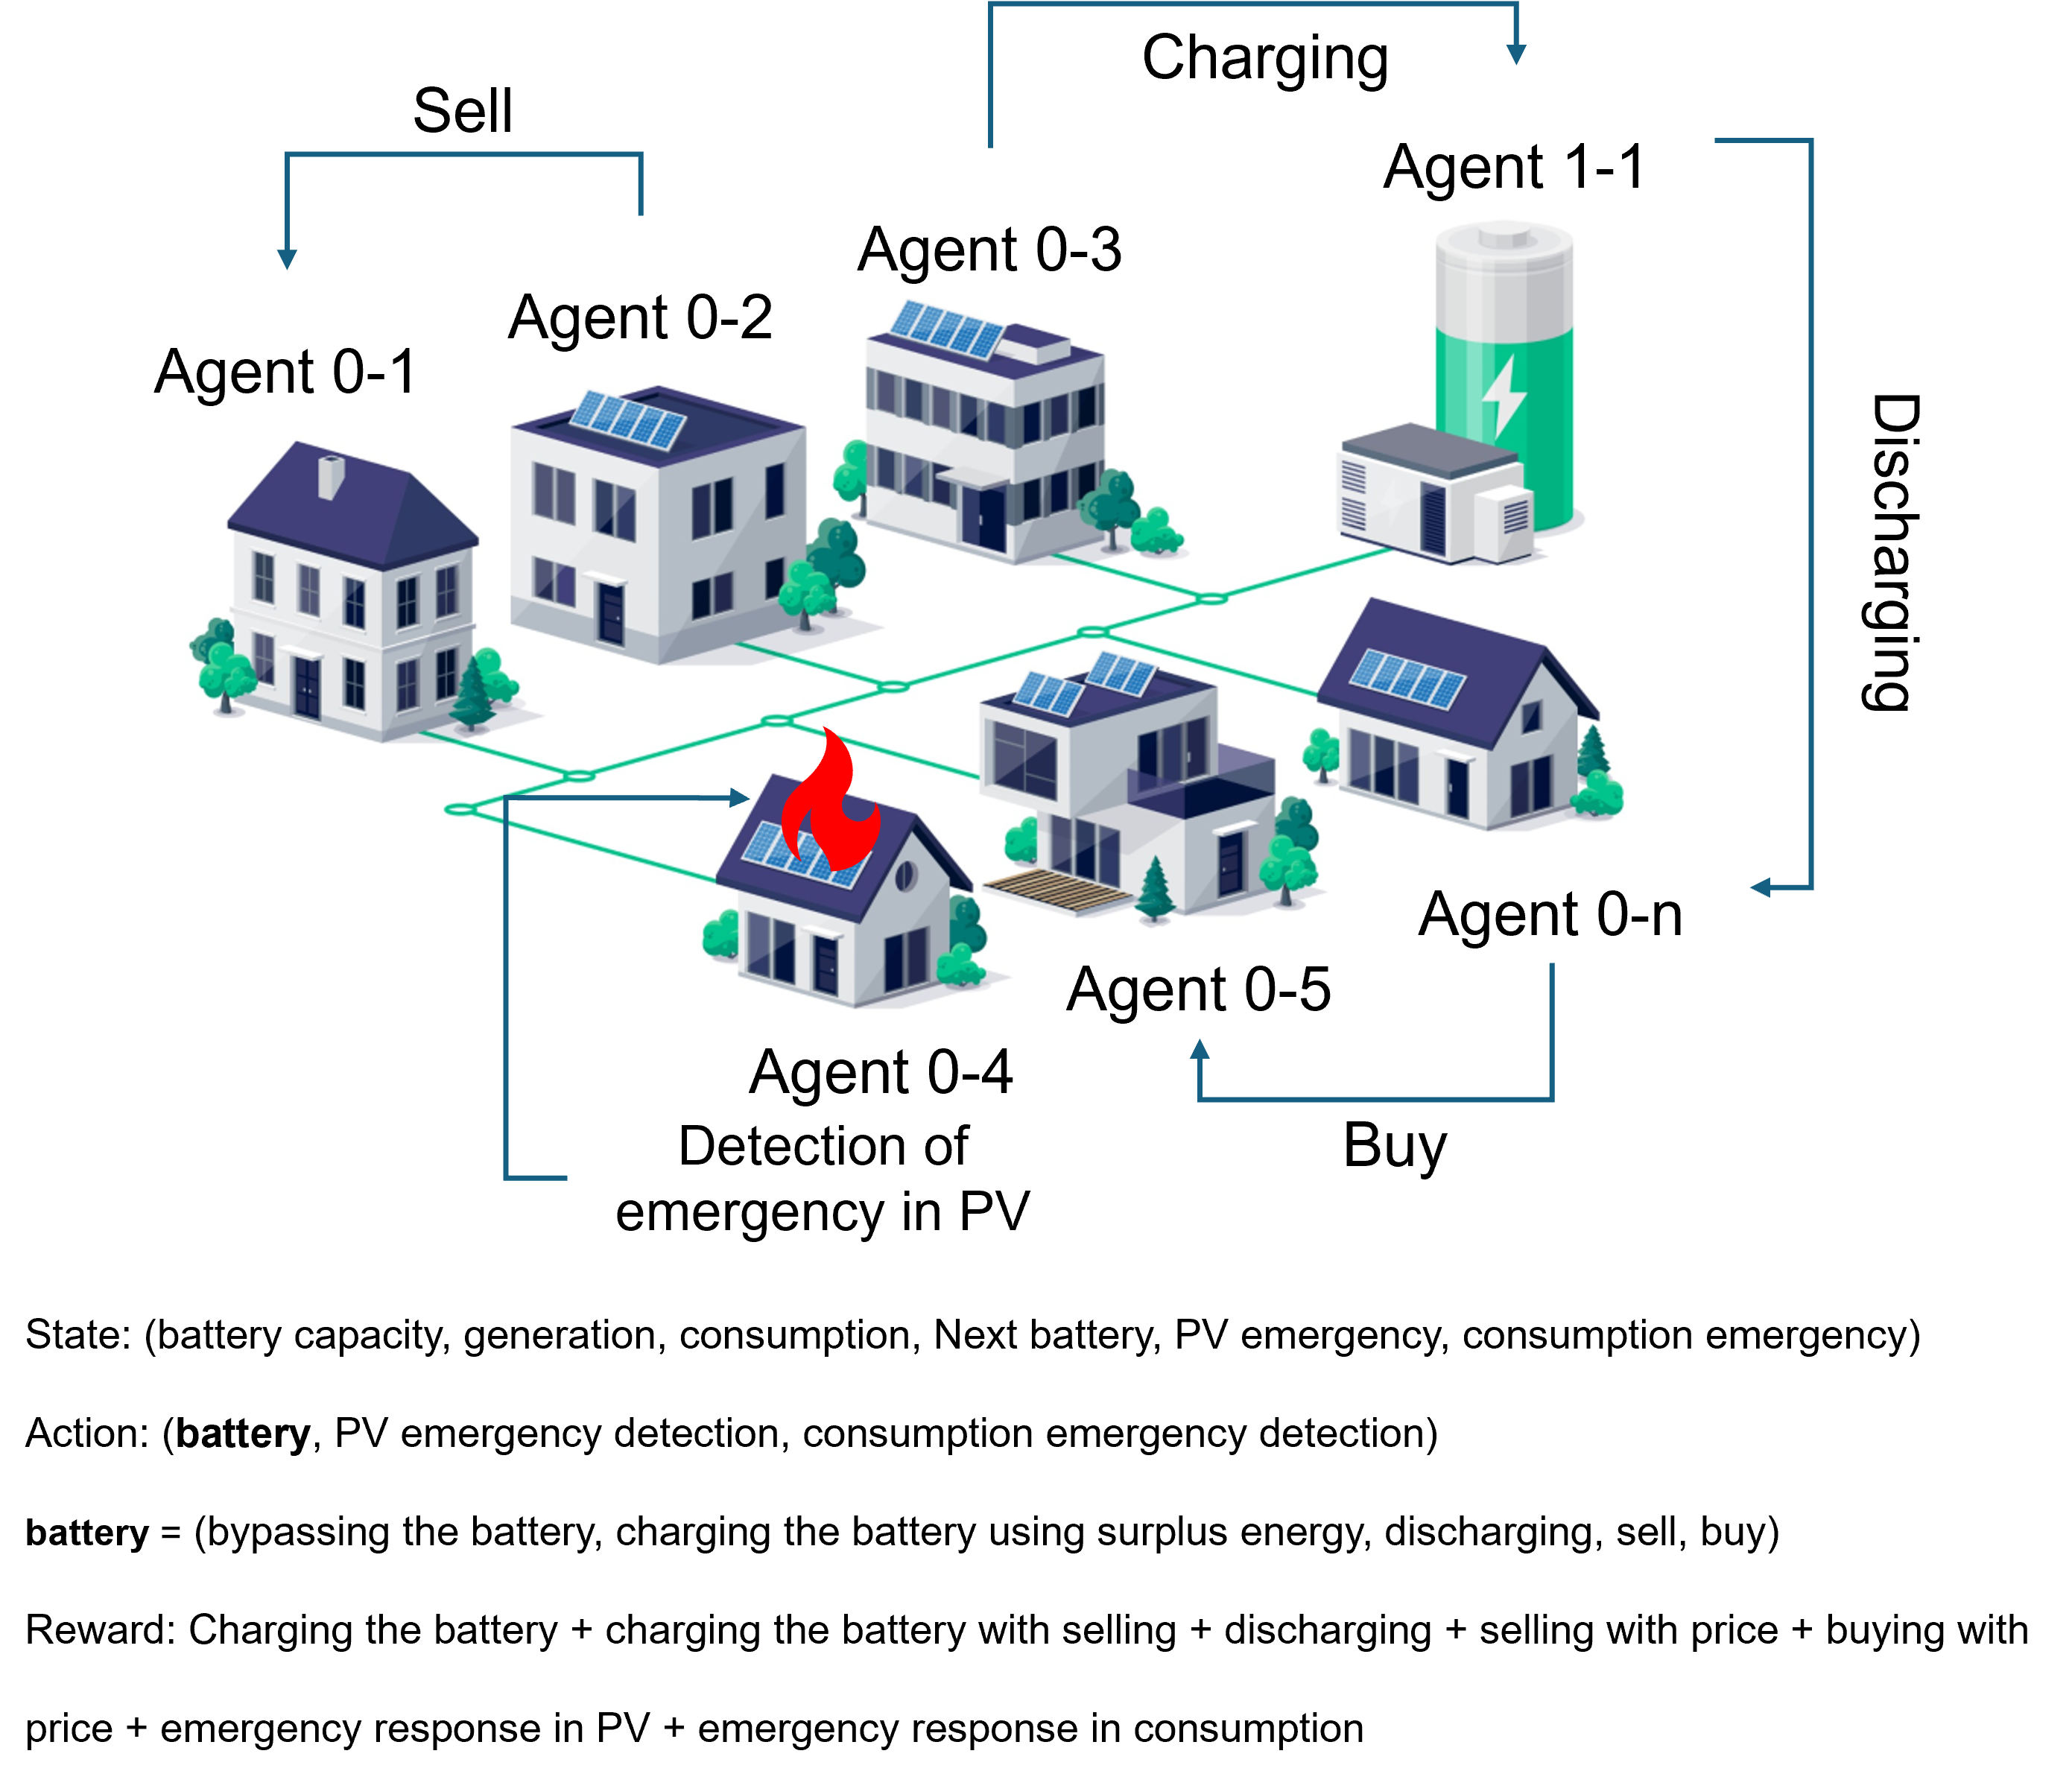 Charging
Sell
Agent 1-1
Agent 0-3
Agent 0-2
Agent 0-1
Discharging
Agent 0-n
Agent 0-5
Agent 0-4
Detection of
emergency in PV
Buy
State: (battery capacity, generation, consumption, Next battery, PV emergency, consumption emergency)
Action: (battery, PV emergency detection, consumption emergency detection)
battery = (bypassing the battery, charging the battery using surplus energy, discharging, sell, buy)
Reward: Charging the battery + charging the battery with selling + discharging + selling with price + buying with
price + emergency response in PV + emergency response in consumption